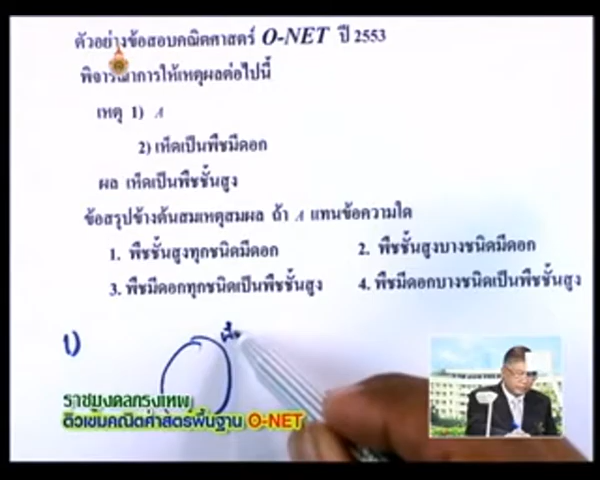 ตัวอย่างข้อสอบคณิตศาสตร์ O-NET ปี 2553
พิจารณาการให้เหตุผลต่อไปนี้
เหตุ 1) A
2) เห็ดเป็นพืชมีดอก
ผล เห็ดเป็นพืชชั้นสูง
ข้อสรุปข้างต้นสมเหตุสมผล ถ้า A แทนข้อความใด
1. พืชชั้นสูงทุกชนิดมีดอก 2. พืชชั้นสูงบางชนิดมีดอก
3. พืชมีดอกทุกชนิดเป็นพืชชั้นสูง 4. พืชมีดอกบางชนิดเป็นพืชชั้นสูง
1)
ราชมงคลกรุงเทพ
ติวเข้มคณิตศาสตร์พื้นฐาน O-NET